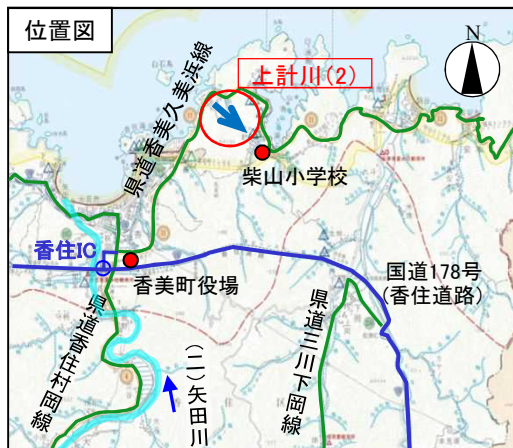 位置図
N
上計川(2)
県道香美久美浜線
柴山小学校
香住IC
香美町役場
国道178号
(香住道路)
県道香住村岡線
県道三川下岡線
(二)矢田川